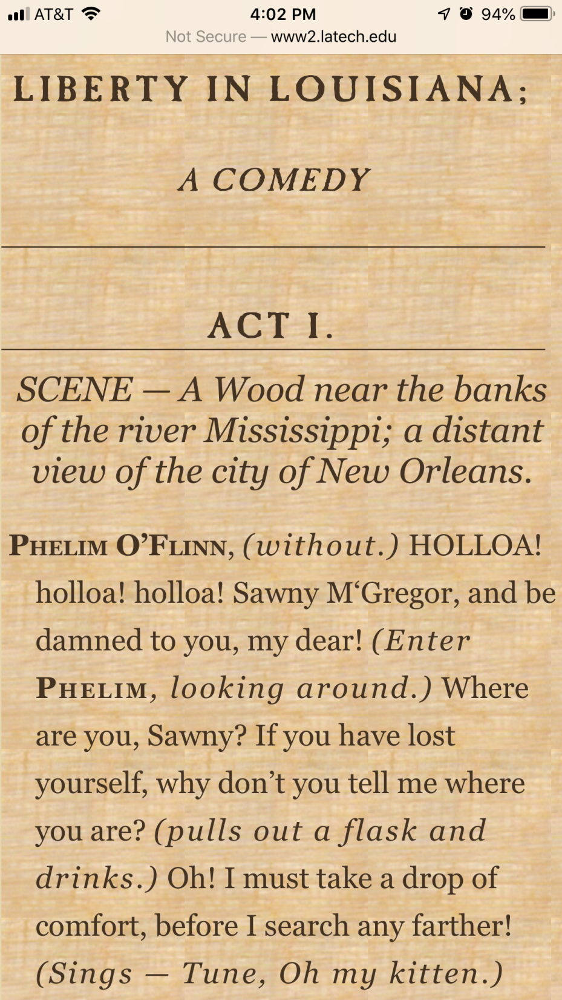 AT&T 4:02 PM 94%
Not Secure — www2.latech.edu
LIBERTY IN LOUISIANA;
A COMEDY
ACT I.
SCENE — A Wood near the banks
of the river Mississippi; a distant
view of the city of New Orleans.
PHELIM O’FLINN, (without.) HOLLOA!
holloa! holloa! Sawny M‘Gregor, and be
damned to you, my dear! (Enter
PHELIM, looking around.) Where
are you, Sawny? If you have lost
yourself, why don’t you tell me where
you are? (pulls out a flask and
drinks.) Oh! I must take a drop of
comfort, before I search any farther!
(Sings — Tune, Oh my kitten.)